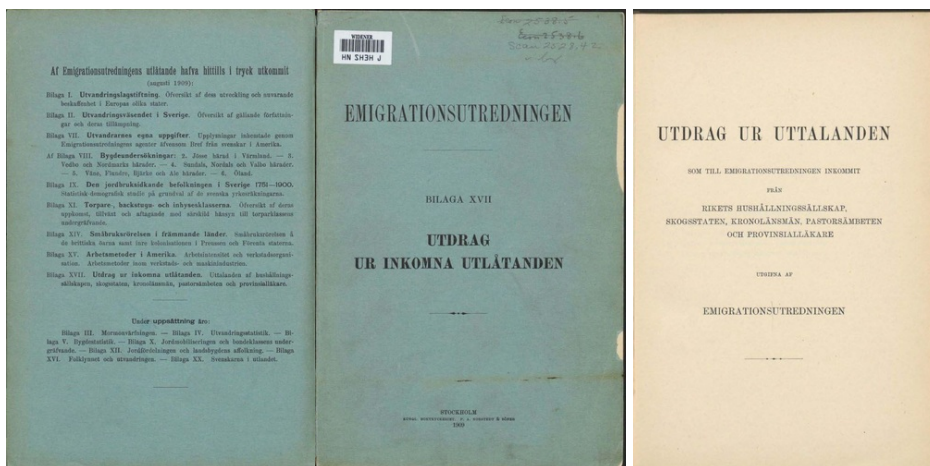 Af Emigrationsutredningens utlåtande hafva hittills i tryck utkommit
(augusti 1909):
Bilaga I. Utvandringslagstiftning. Öfversikt af dess utveckling och nuvarande
beskaffenhet i Europas olika stater.
Bilaga II. Utvandringsväsendet i Sverige. Öfversikt af gällande författnin-
gar och deras tillkomst.
Bilaga VII. Utvandrarnes egna uppgifter. Upplysningar inhemtade genom
Emigrationsutredningens agenter äfvensom Bref från svenskar i Amerika.
Af Bilaga VIII. Bygdeundersökningar: 2. Jösse härad i Värmland. — 3.
Vedbo och Nordmarks härader. — 4. Sundals, Nordals och Valbo härader.
— 5. Väne, Flundre, Bjärke och Ale härader. — 6. Öland.
Bilaga IX. Den jordbruksidkande befolkningen i Sverige 1751—1900.
Statistisk-demografisk studie på grundval af de svenska yrkesräkningarna.
Bilaga XI. Torpare-, backstugu- och inhysesklasserna. Öfversikt af deras
uppkomst, tillväxt och aftagande med särskild hänsyn till torparklassens
undergräfvande.
Bilaga XIV. Småbruksrörelsen i främmande länder. Småbruksrörelsen å
de brittiska öarna samt inre kolonisationen i Preussen och Förenta staterna.
Bilaga XV. Arbetsmetoder i Amerika. Arbetsintensitet och verkstadsorgani-
sation. Arbetsmetoder inom verkstads- och maskinindustrien.
Bilaga XVII. Utdrag ur inkomna utlåtanden. Uttalanden af hushållnings-
sällskapen, skogsstaten, kronolänsmän, pastorsämbeten och provinsialläkare.
Under uppsättning äro:
Bilaga III. Mormonvärfningen. — Bilaga IV. Utvandringsstatistik. — Bi-
laga V. Bygdestatistik. — Bilaga X. Jordmobiliseringen och bondeklassens under-
gräfvande. — Bilaga XII. Jordfördelningen och landsbygdens affolkning. — Bilaga
XVI. Folklynnet och utvandringen. — Bilaga XX. Svenskarna i utlandet.
WIDENER
HN SH3H J
EMIGRATIONSUTREDNINGEN
BILAGA XVII
UTDRAG
UR INKOMNA UTLÅTANDEN
STOCKHOLM
KUNGL. BOKTRYCKERIET. P. A. NORSTEDT & SÖNER
1909
UTDRAG UR UTTALANDEN
SOM TILL EMIGRATIONSUTREDNINGEN INKOMMIT
FRÅN
RIKETS HUSHÅLLNINGSSÄLLSKAP,
SKOGSSTATEN, KRONOLÄNSMÄN, PASTORSÄMBETEN
OCH PROVINSIALLÄKARE
UTGIFNA AF
EMIGRATIONSUTREDNINGEN